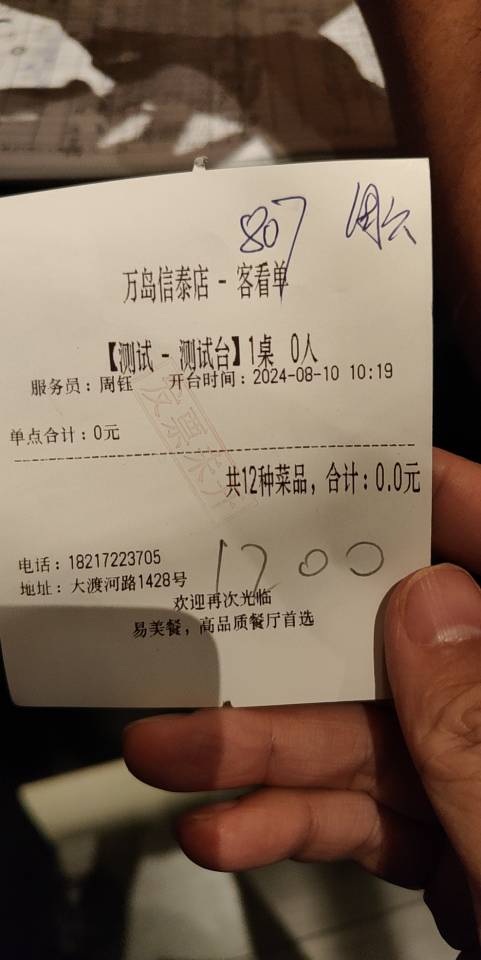 807
万岛信泰店 - 客看单
【测试 - 测试台】1桌 0人
服务员：周钰 开台时间：2024-08-10 10:19
单点合计：0元
发票未开
共12种菜品，合计：0.0元
电话：18217223705
1200
地址：大渡河路1428号
欢迎再次光临
易美餐，高品质餐厅首选